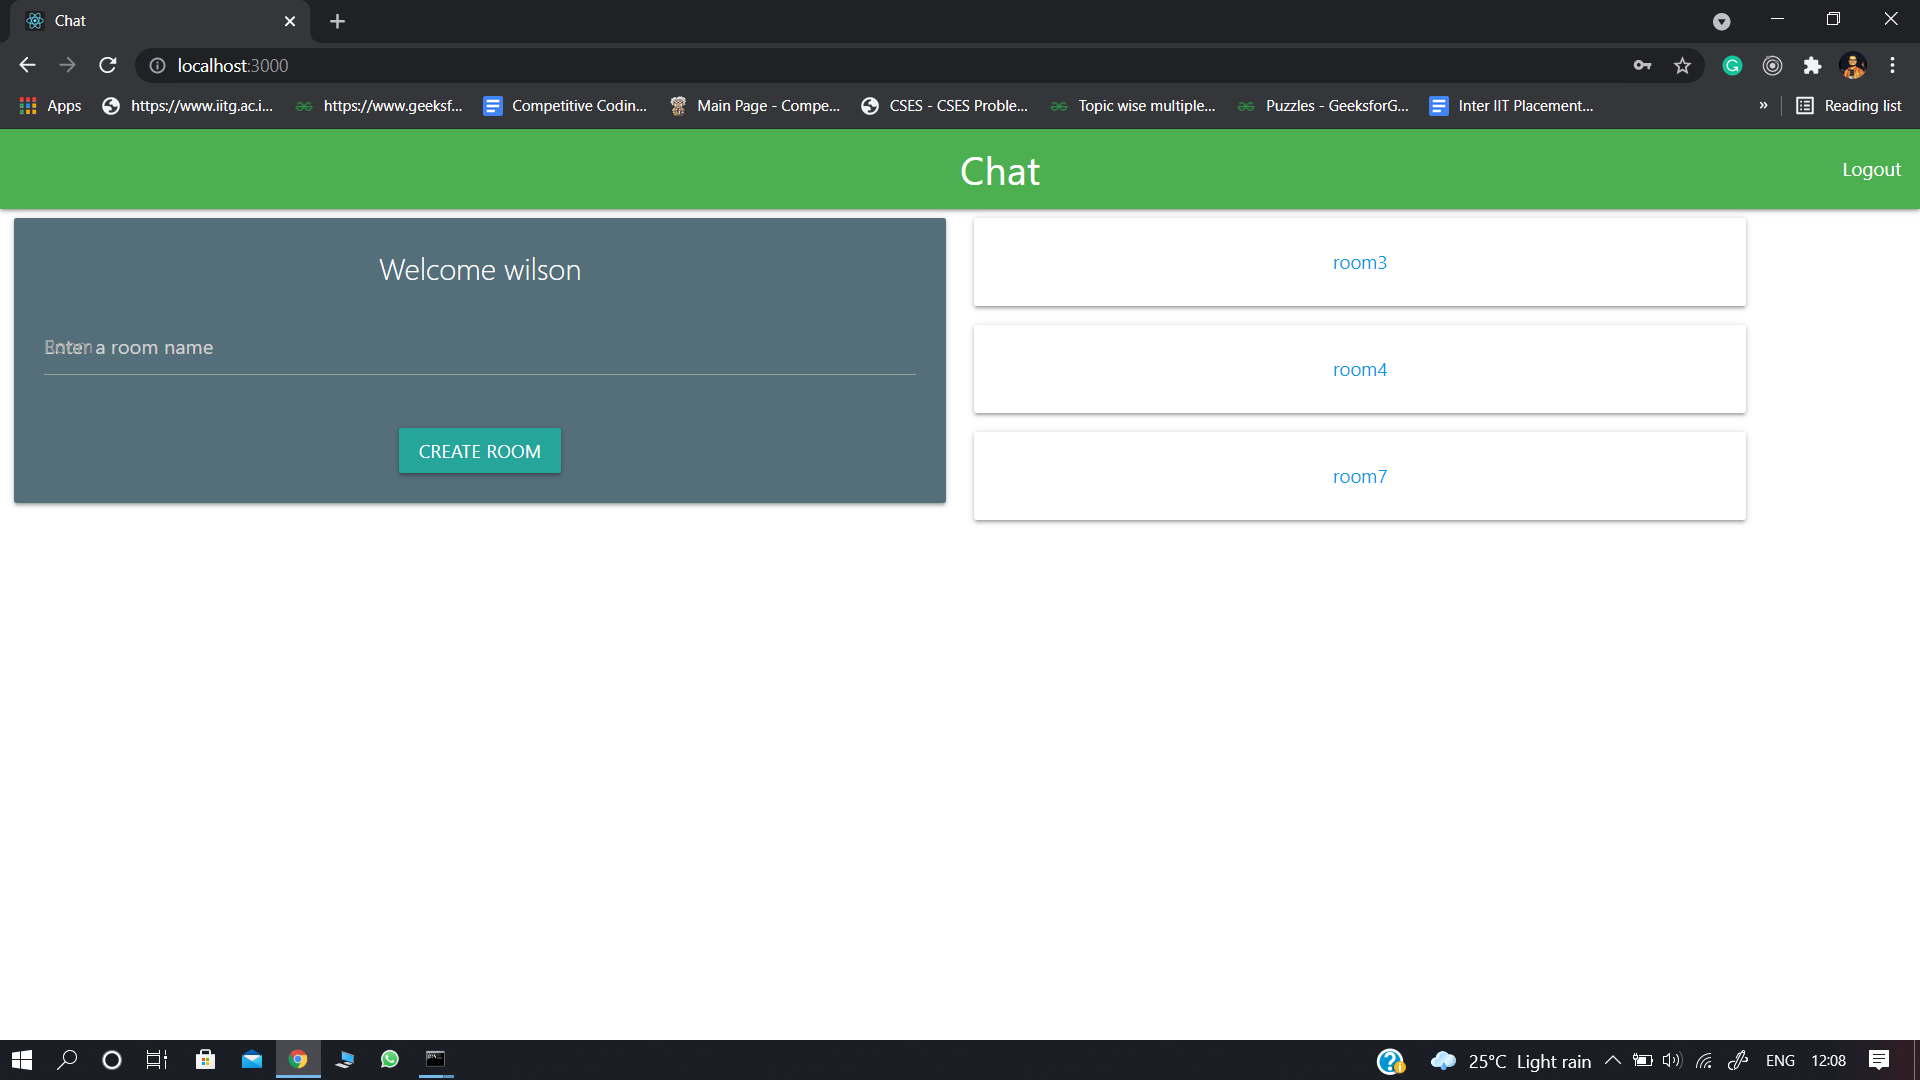 Chat
localhost:3000
Apps
https://www.iitg.ac.i...
https://www.geeksf...
Competitive Codin...
Main Page - Compe...
CSES - CSES Proble...
Topic wise multiple...
Puzzles - GeeksforG...
Inter IIT Placement...
»
Reading list
Chat
Logout
Welcome wilson
Enter a room name
Room
CREATE ROOM
room3
room4
room7
25°C Light rain
ENG
12:08